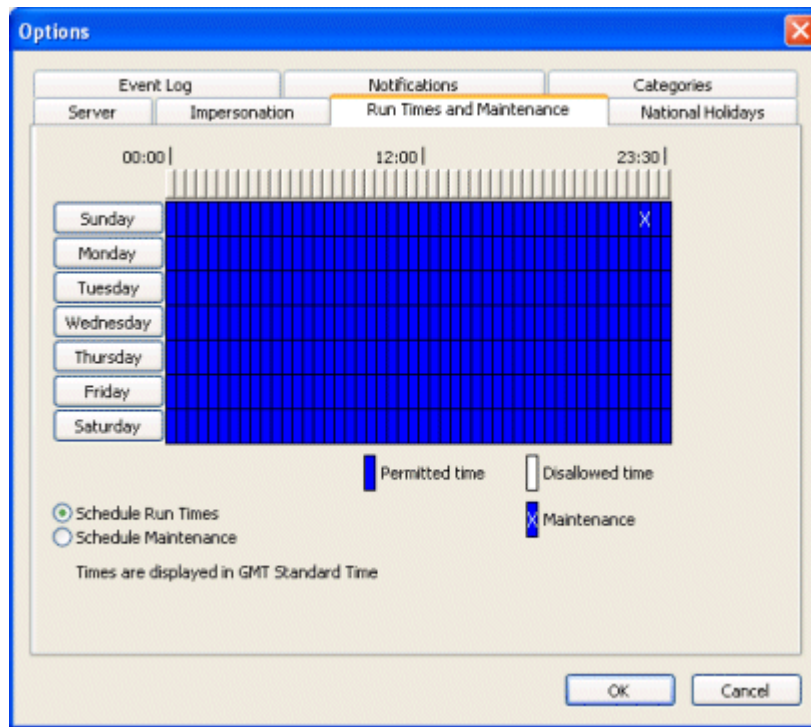 Options
Event Log Notifications Categories
Server Impersonation Run Times and Maintenance National Holidays
00:00 12:00 23:30
Sunday X
Monday
Tuesday
Wednesday
Thursday
Friday
Saturday
Permitted time Disallowed time
Schedule Run Times X Maintenance
Schedule Maintenance
Times are displayed in GMT Standard Time
OK Cancel